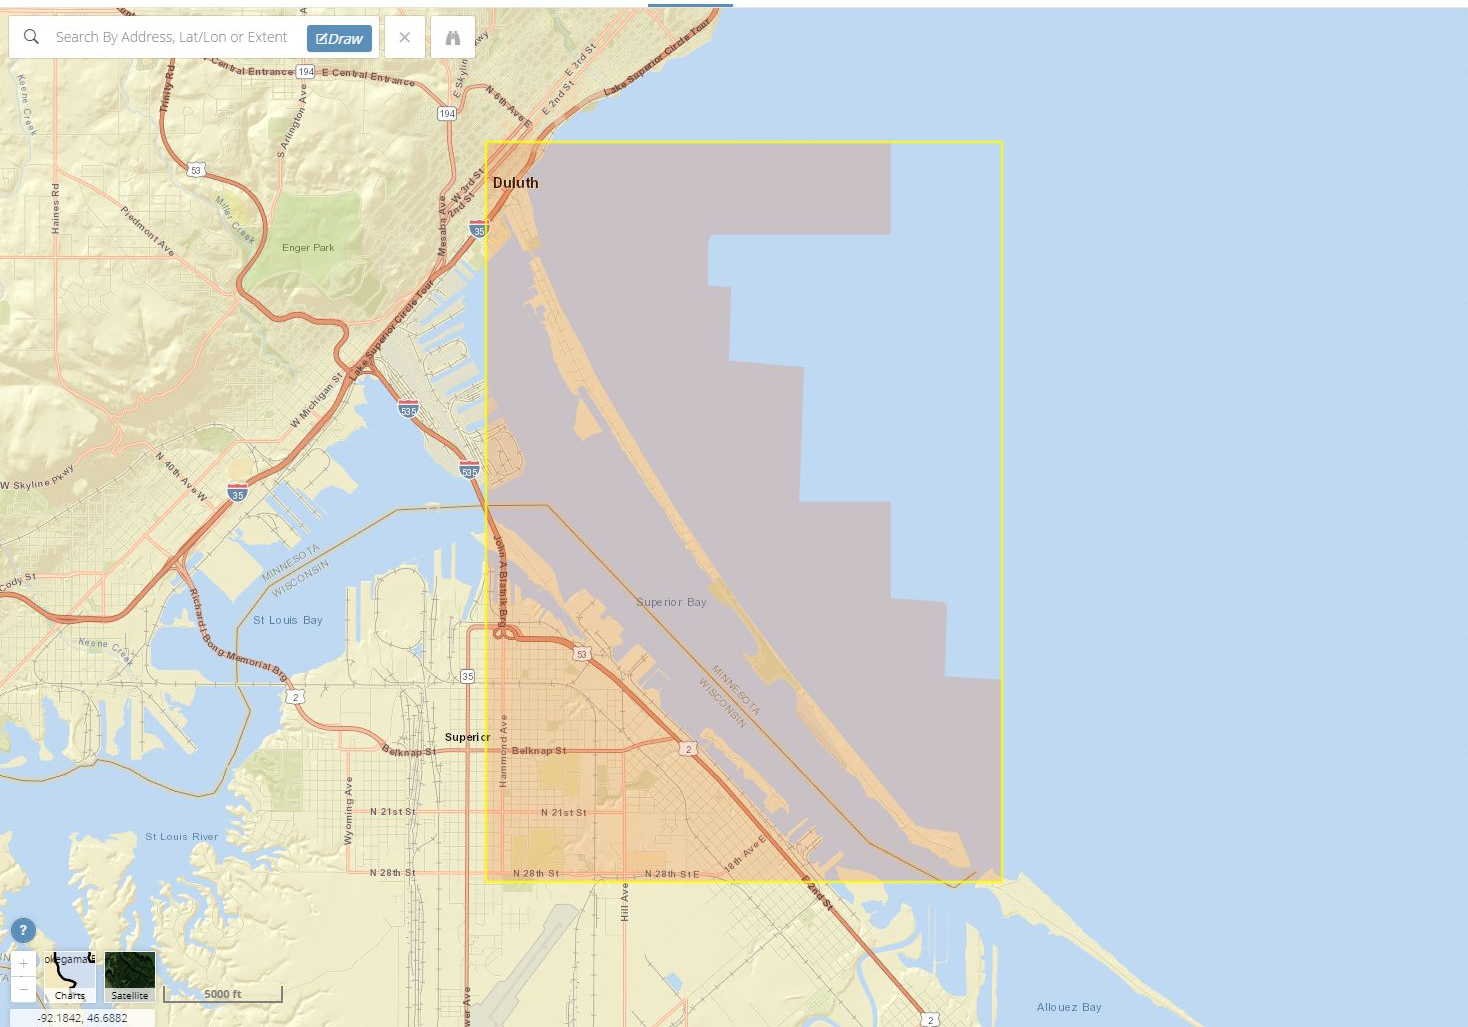 Search By Address, Lat/Lon or Extent
Draw
Central Entrance
194
E Central Entrance
E 3rd St
Lake Superior Circle Tour
Trinity Rd
Keene Creek
S Arlington Ave
194
N 6th Ave E
E 2nd St
53
W 3rd St
2nd St
Duluth
Haines Rd
Piedmont Ave
Miller Creek
Mesaba Ave
35
Enger Park
Lake Superior Circle Tour
W Michigan St
535
535
N 40th Ave W
W Skyline Pkwy
35
MINNESOTA
WISCONSIN
Cody St
John A Blatnik Brg
Superior Bay
St Louis Bay
Richard I Bong Memorial Brg
Keene Creek
53
35
2
MINNESOTA
WISCONSIN
Superior
Hammond Ave
Belknap St
Belknap St
2
Wyoming Ave
N 21st St
N 21st St
St Louis River
18th Ave E
N 28th St
N 28th St
N 28th St E
Hill Ave
E 2nd St
?
+
−
Charts
Satellite
5000 ft
-92.1842, 46.6882
Allouez Bay
2